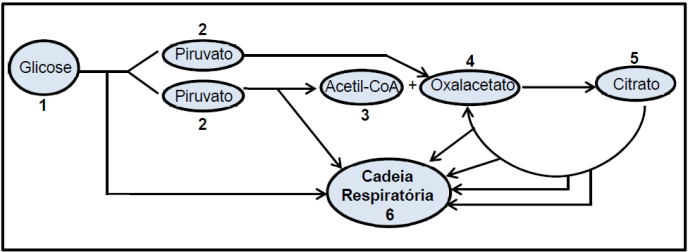 Glicose
1
2
Piruvato
Piruvato
2
Acetil-CoA
3
+
4
Oxalacetato
5
Citrato
Cadeia
Respiratória
6